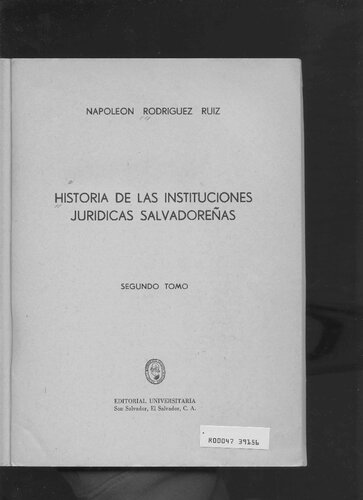 NAPOLEON RODRIGUEZ RUIZ
HISTORIA DE LAS INSTITUCIONES
JURIDICAS SALVADOREÑAS
SEGUNDO TOMO
EDITORIAL UNIVERSITARIA
San Salvador, El Salvador, C. A.
R00047 39156